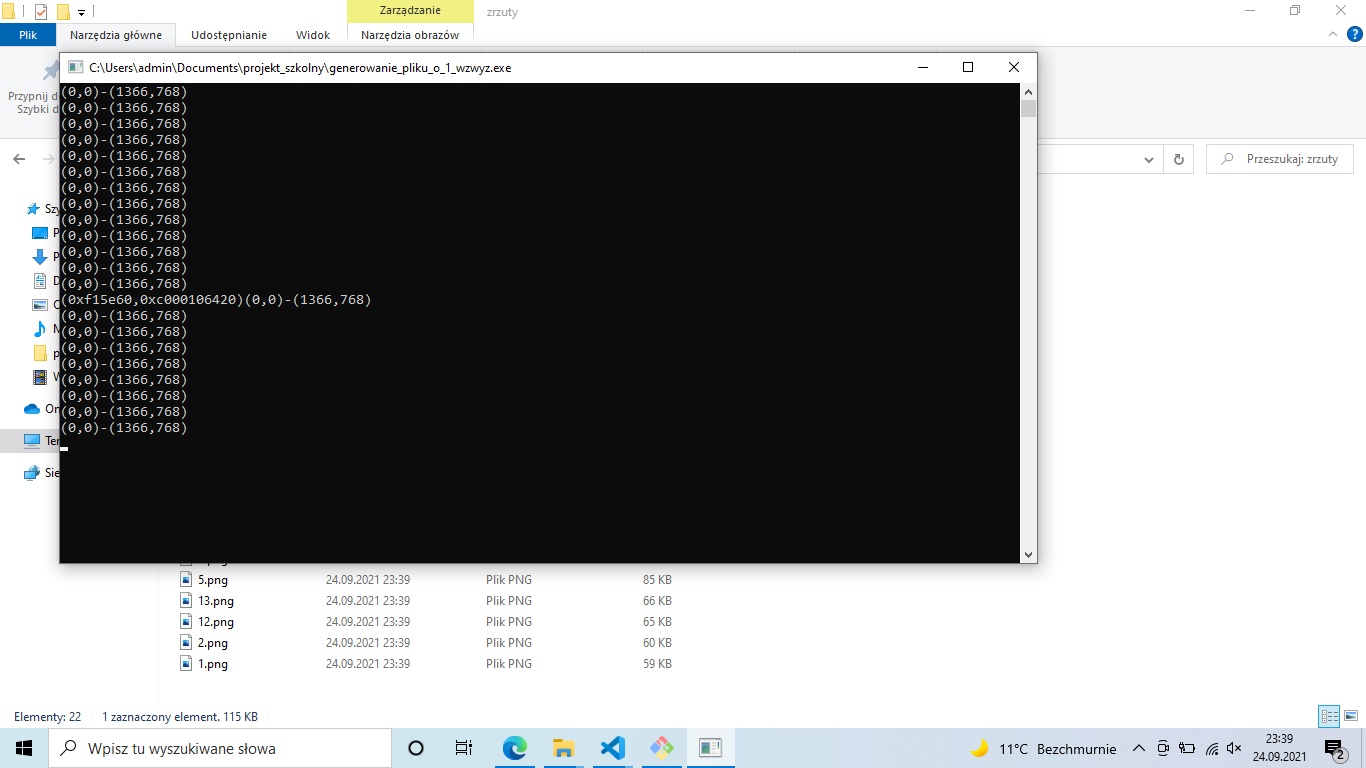 Zarządzanie
zrzuty
Plik
Narzędzia główne
Udostępnianie
Widok
Narzędzia obrazów
C:\Users\admin\Documents\projekt_szkolny\generowanie_pliku_o_1_wzwyz.exe
Przypnij d
Szybki d
(0,0)-(1366,768)
(0,0)-(1366,768)
(0,0)-(1366,768)
(0,0)-(1366,768)
(0,0)-(1366,768)
(0,0)-(1366,768)
(0,0)-(1366,768)
(0,0)-(1366,768)
(0,0)-(1366,768)
(0,0)-(1366,768)
(0,0)-(1366,768)
(0,0)-(1366,768)
(0,0)-(1366,768)
(0xf15e60,0xc000106420)(0,0)-(1366,768)
(0,0)-(1366,768)
(0,0)-(1366,768)
(0,0)-(1366,768)
(0,0)-(1366,768)
(0,0)-(1366,768)
(0,0)-(1366,768)
(0,0)-(1366,768)
(0,0)-(1366,768)
Przeszukaj: zrzuty
Szy
P
P
D
M
p
W
On
Ter
Sie
5.png 24.09.2021 23:39 Plik PNG 85 KB
13.png 24.09.2021 23:39 Plik PNG 66 KB
12.png 24.09.2021 23:39 Plik PNG 65 KB
2.png 24.09.2021 23:39 Plik PNG 60 KB
1.png 24.09.2021 23:39 Plik PNG 59 KB
Elementy: 22 1 zaznaczony element. 115 KB
Wpisz tu wyszukiwane słowa
11°C Bezchmurnie
23:39
24.09.2021
2